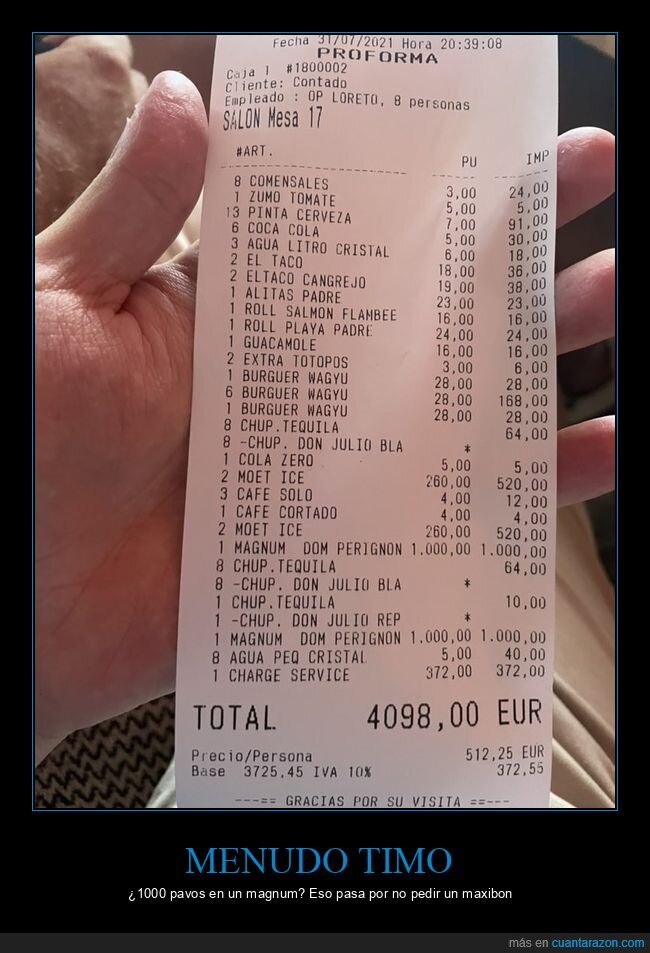 Fecha 31/07/2021 Hora 20:39:08
PROFORMA
Caja 1 #1800002
Cliente: Contado
Empleado : OP LORETO, 8 personas
SALON Mesa 17
#ART. PU IMP
8 COMENSALES 3,00 24,00
1 ZUMO TOMATE 5,00 5,00
13 PINTA CERVEZA 7,00 91,00
6 COCA COLA 5,00 30,00
3 AGUA LITRO CRISTAL 6,00 18,00
2 EL TACO 18,00 36,00
2 ELTACO CANGREJO 19,00 38,00
1 ALITAS PADRE 23,00 23,00
1 ROLL SALMON FLAMBEE 16,00 16,00
1 ROLL PLAYA PADRE 24,00 24,00
1 GUACAMOLE 16,00 16,00
2 EXTRA TOTOPOS 3,00 6,00
1 BURGUER WAGYU 28,00 28,00
6 BURGUER WAGYU 28,00 168,00
1 BURGUER WAGYU 28,00 28,00
8 CHUP.TEQUILA 64,00
8 -CHUP. DON JULIO BLA *
1 COLA ZERO 5,00 5,00
2 MOET ICE 260,00 520,00
3 CAFE SOLO 4,00 12,00
1 CAFE CORTADO 4,00 4,00
2 MOET ICE 260,00 520,00
1 MAGNUM DOM PERIGNON 1.000,00 1.000,00
8 CHUP.TEQUILA 64,00
8 -CHUP. DON JULIO BLA *
1 CHUP.TEQUILA 10,00
1 -CHUP. DON JULIO REP *
1 MAGNUM DOM PERIGNON 1.000,00 1.000,00
8 AGUA PEQ CRISTAL 5,00 40,00
1 CHARGE SERVICE 372,00 372,00
TOTAL 4098,00 EUR
Precio/Persona 512,25 EUR
Base 3725,45 IVA 10% 372,55
---== GRACIAS POR SU VISITA ==---
MENUDO TIMO
¿1000 pavos en un magnum? Eso pasa por no pedir un maxibon
más en cuantarazon.com